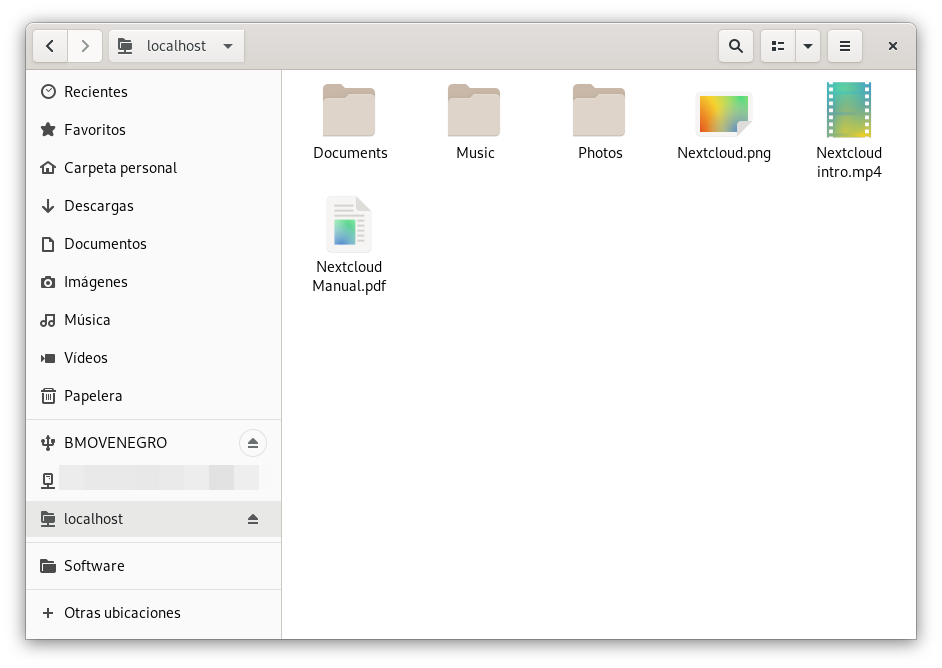 localhost
Recientes
Favoritos
Carpeta personal
Descargas
Documentos
Imágenes
Música
Vídeos
Papelera
BMOVENEGRO
localhost
Software
Otras ubicaciones
Documents
Music
Photos
Nextcloud.png
Nextcloud
intro.mp4
Nextcloud
Manual.pdf